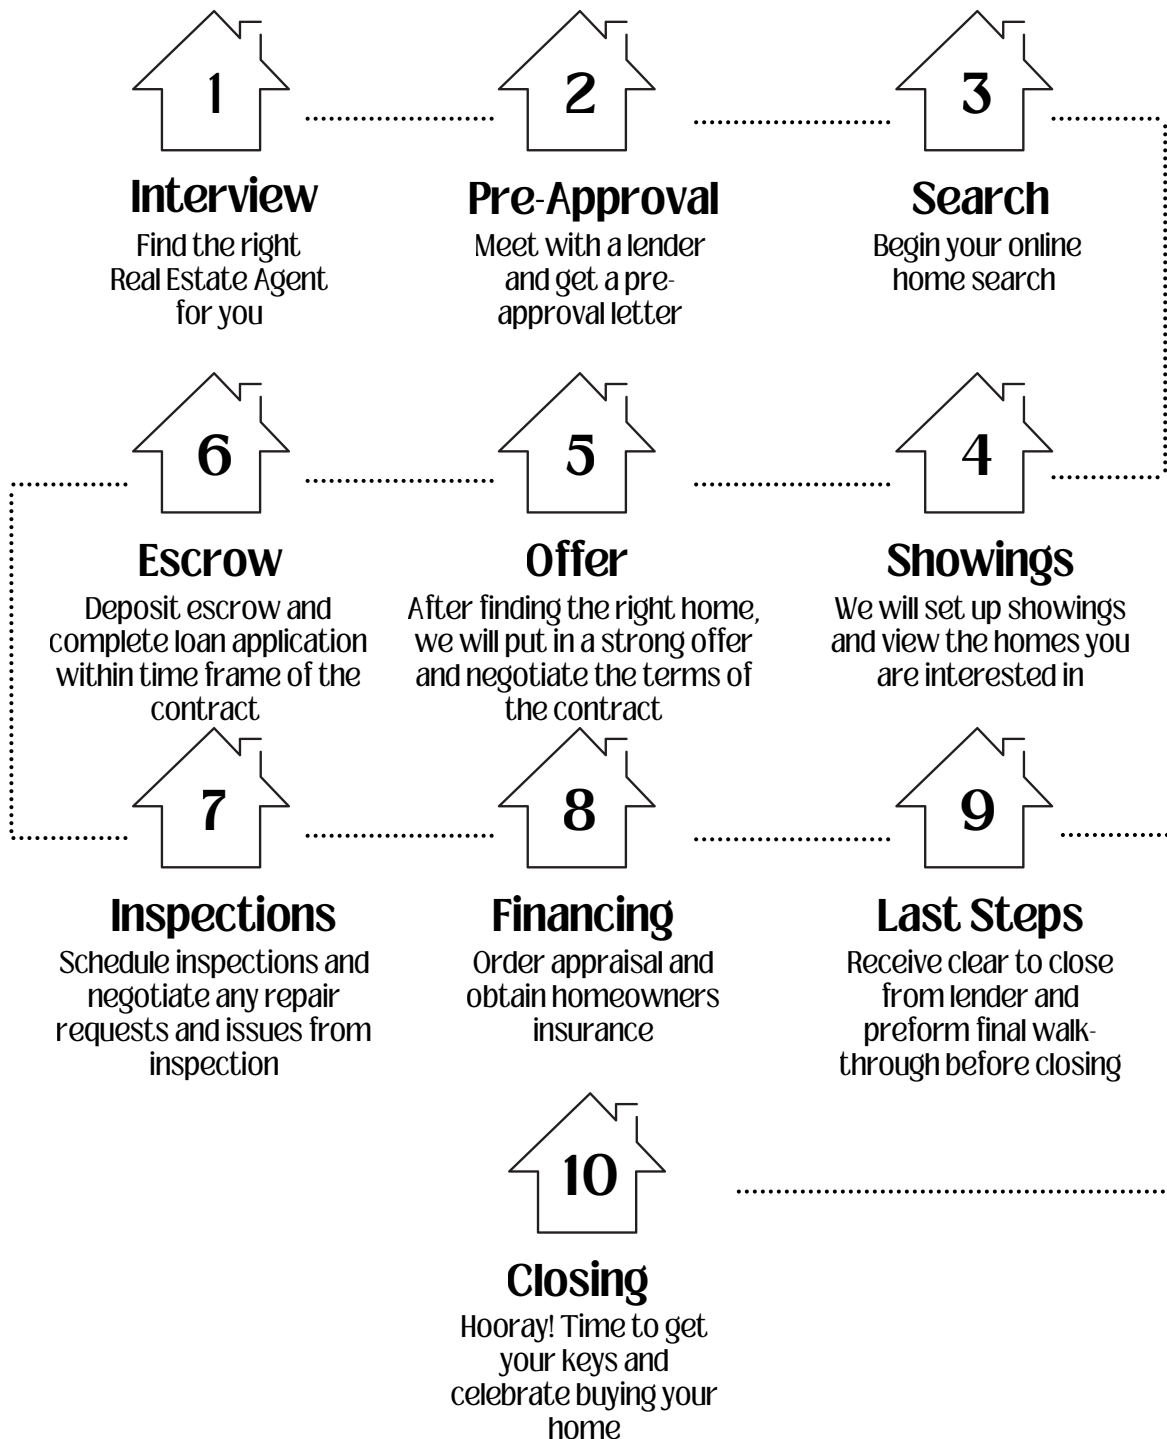 1
Interview
Find the right
Real Estate Agent
for you
2
Pre-Approval
Meet with a lender
and get a pre-
approval letter
3
Search
Begin your online
home search
4
Showings
We will set up showings
and view the homes you
are interested in
5
Offer
After finding the right home,
we will put in a strong offer
and negotiate the terms of
the contract
6
Escrow
Deposit escrow and
complete loan application
within time frame of the
contract
7
Inspections
Schedule inspections and
negotiate any repair
requests and issues from
inspection
8
Financing
Order appraisal and
obtain homeowners
insurance
9
Last Steps
Receive clear to close
from lender and
preform final walk-
through before closing
10
Closing
Hooray! Time to get
your keys and
celebrate buying your
home